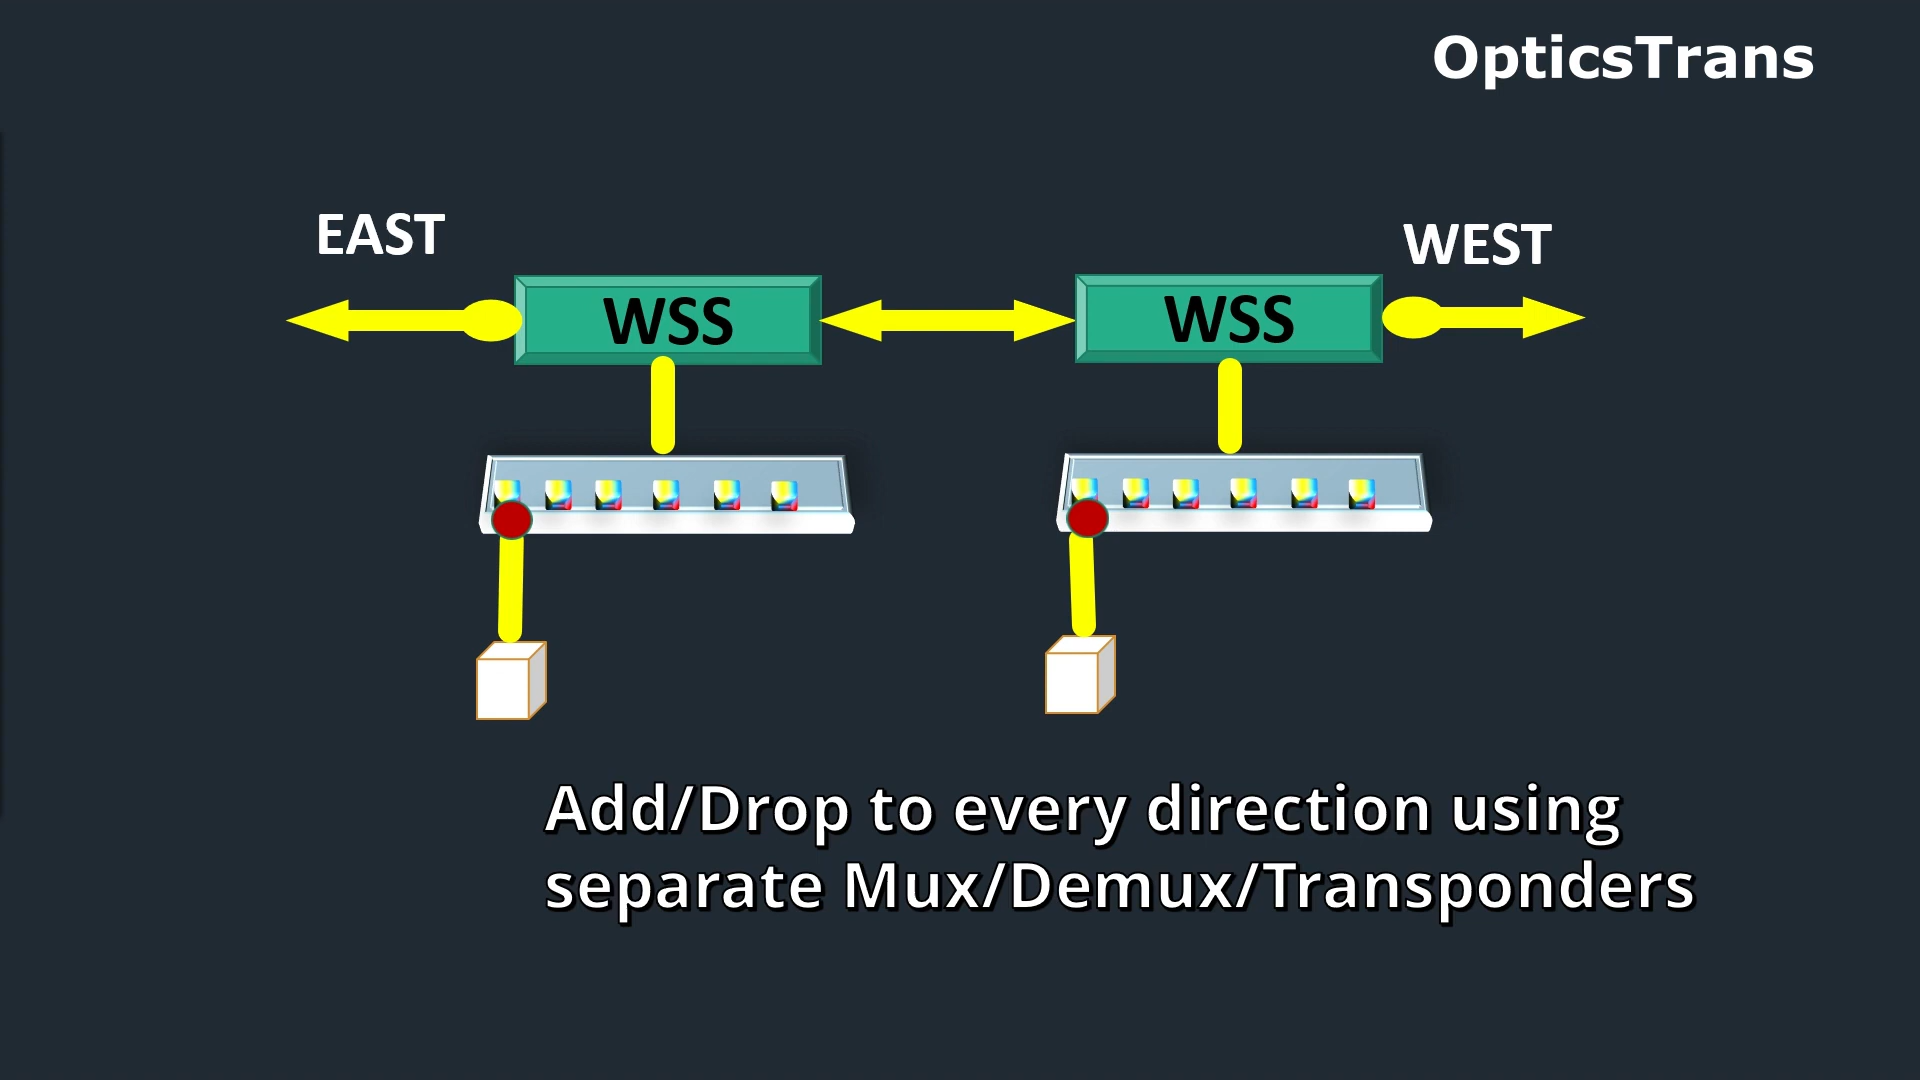 OpticsTrans
EAST
WEST
WSS
WSS
Add/Drop to every direction using
separate Mux/Demux/Transponders